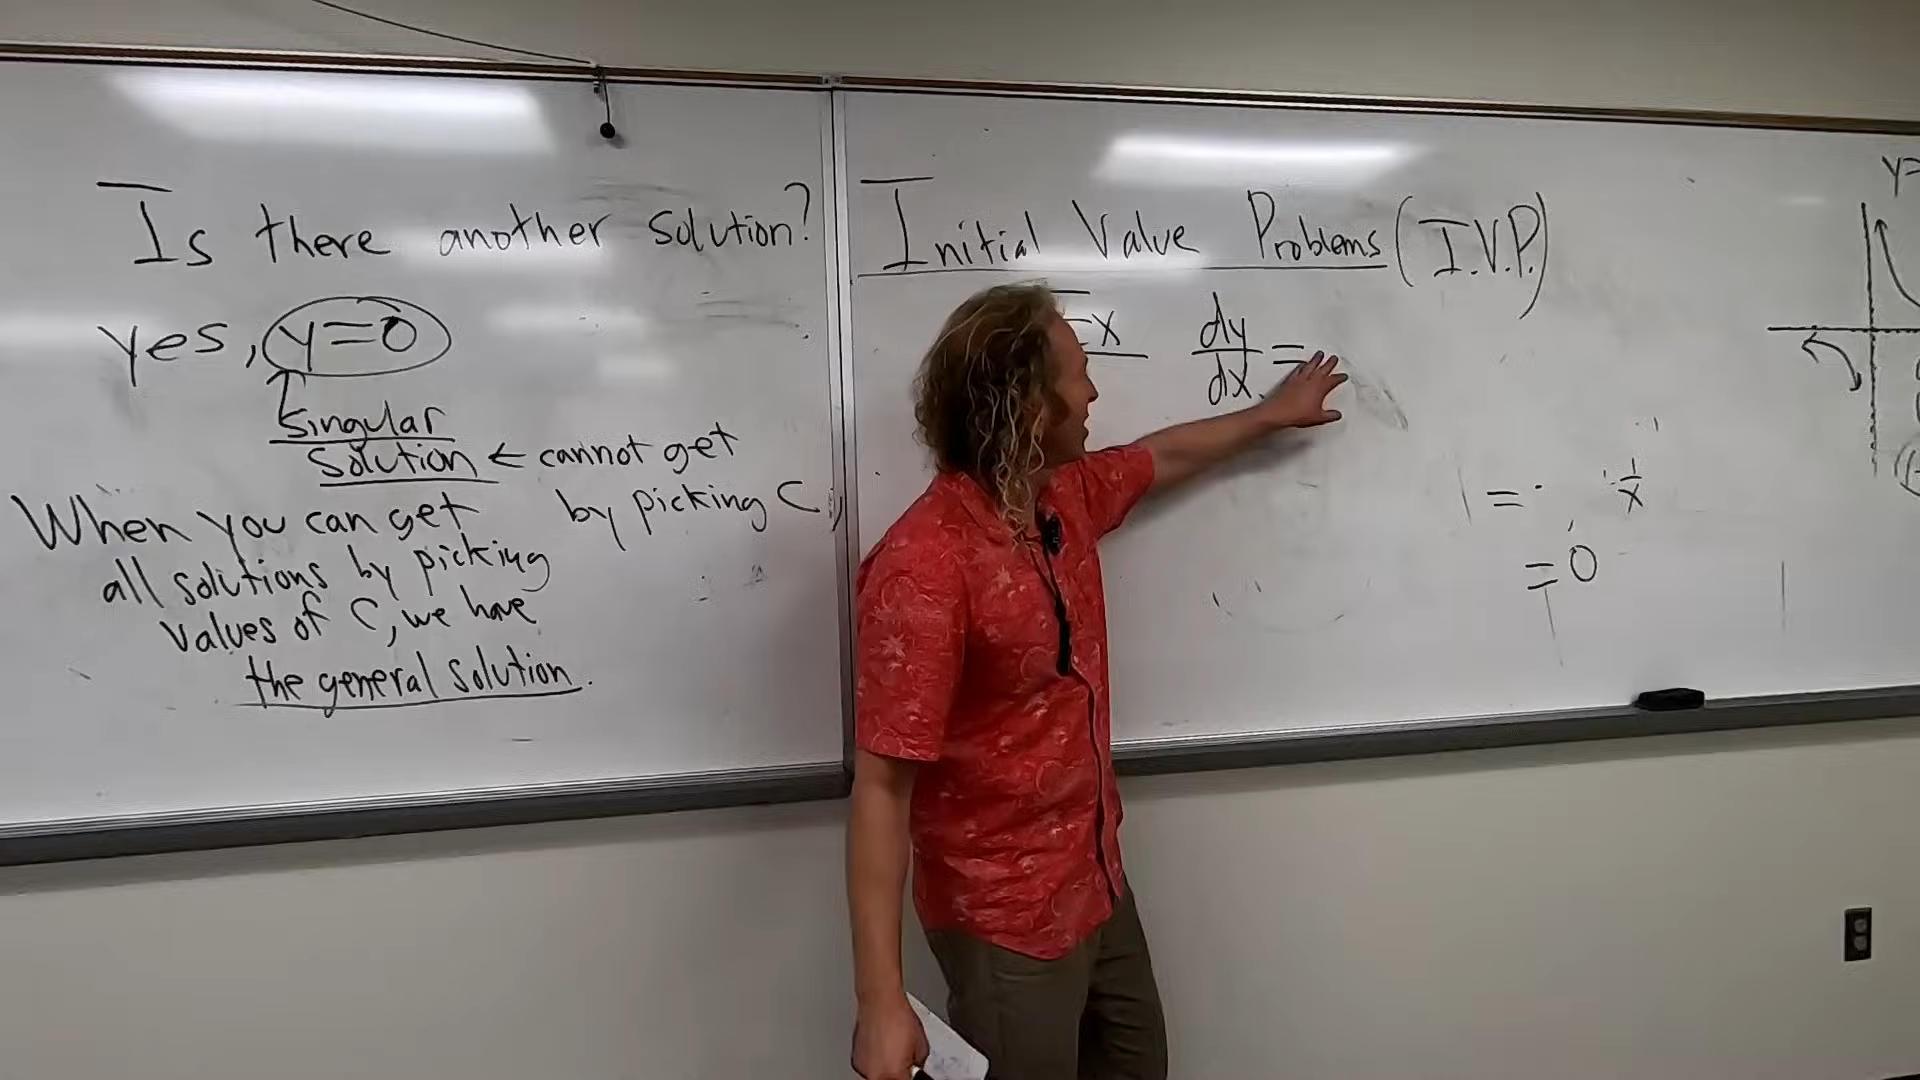 Is there another solution?
yes, y=0
Singular
Solution ← cannot get
by picking C,
When you can get
all solutions by picking
values of C, we have
the general solution.
Initial Value Problems (I.V.P.)
Ex dy/dx =
= 1/x
= 0
y=